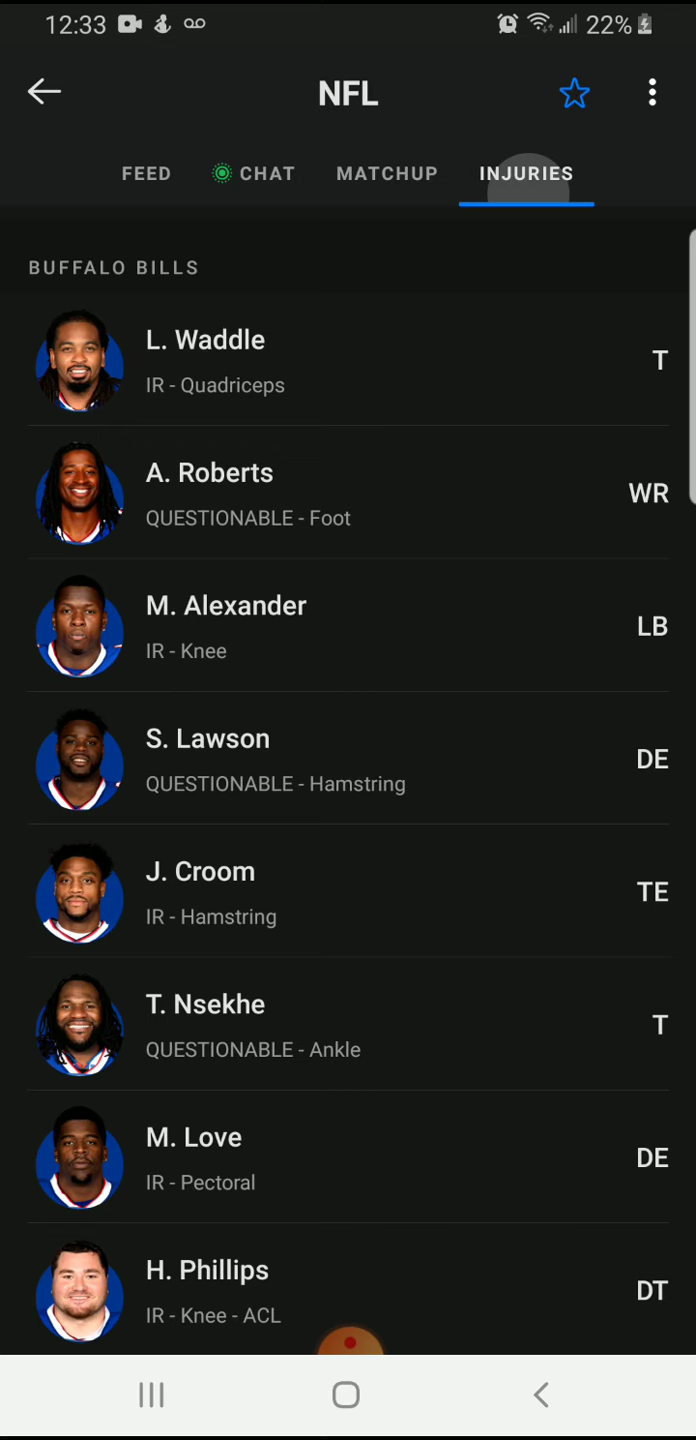 12:33
22%
NFL
FEED CHAT MATCHUP INJURIES
BUFFALO BILLS
L. Waddle
T
IR - Quadriceps
A. Roberts
WR
QUESTIONABLE - Foot
M. Alexander
LB
IR - Knee
S. Lawson
DE
QUESTIONABLE - Hamstring
J. Croom
TE
IR - Hamstring
T. Nsekhe
T
QUESTIONABLE - Ankle
M. Love
DE
IR - Pectoral
H. Phillips
DT
IR - Knee - ACL